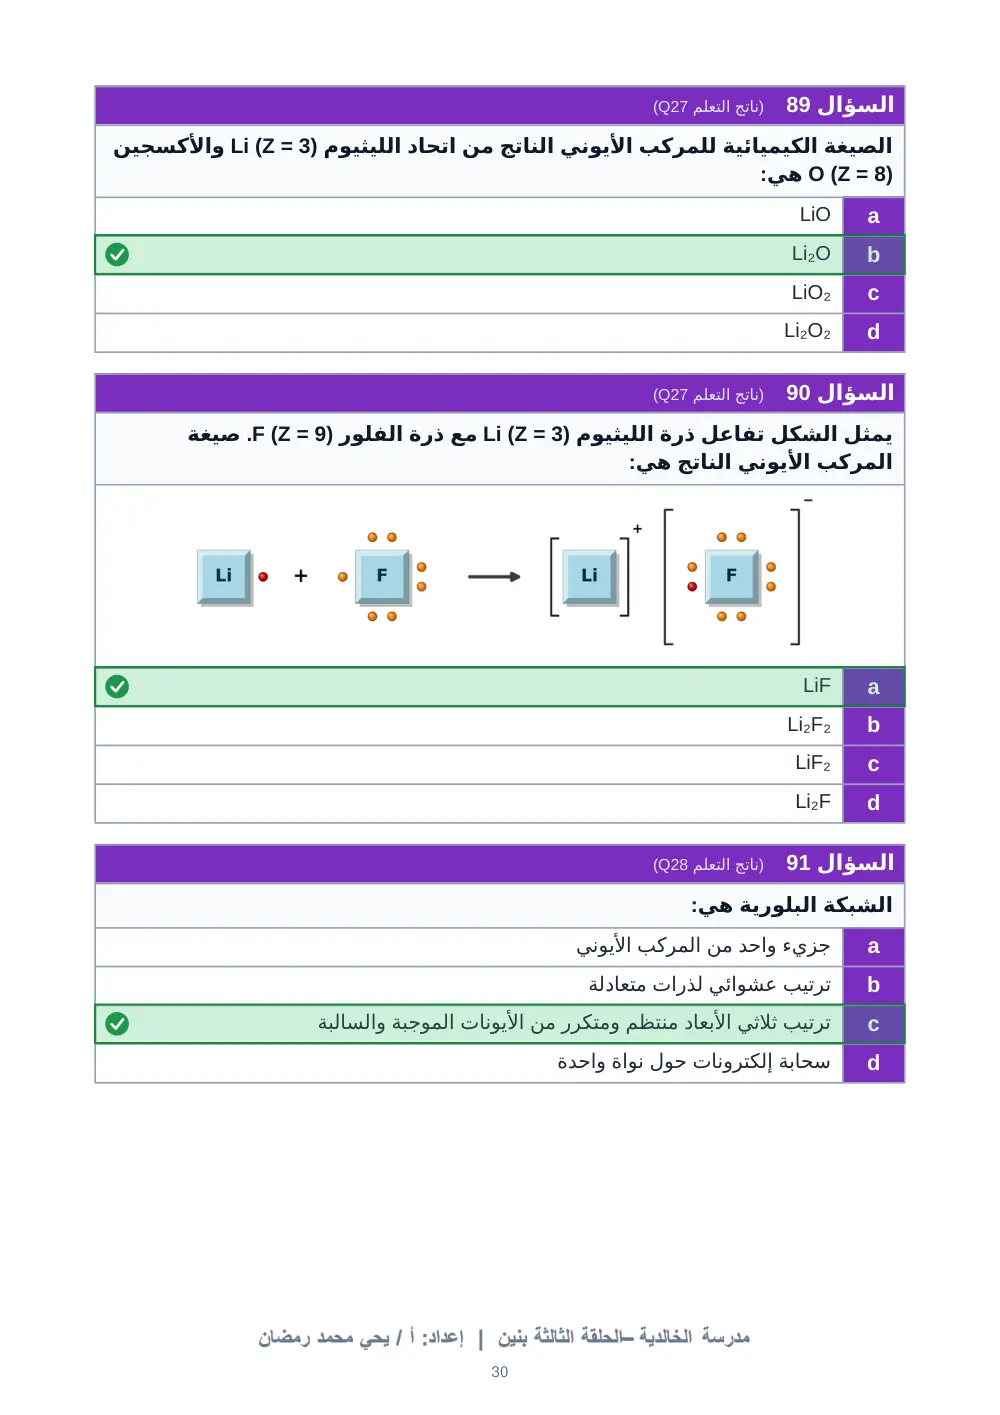 السؤال 89 (ناتج التعلم Q27)
الصيغة الكيميائية للمركب الأيوني الناتج من اتحاد الليثيوم Li (Z = 3) والأكسجين
O (Z = 8) هي:
a LiO
b Li₂O
c LiO₂
d Li₂O₂
السؤال 90 (ناتج التعلم Q27)
يمثل الشكل تفاعل ذرة الليثيوم Li (Z = 3) مع ذرة الفلور F (Z = 9). صيغة
المركب الأيوني الناتج هي:
Li + F [Li]⁺ [F]⁻
a LiF
b Li₂F₂
c LiF₂
d Li₂F
السؤال 91 (ناتج التعلم Q28)
الشبكة البلورية هي:
a جزيء واحد من المركب الأيوني
b ترتيب عشوائي لذرات متعادلة
c ترتيب ثلاثي الأبعاد منتظم ومتكرر من الأيونات الموجبة والسالبة
d سحابة إلكترونات حول نواة واحدة
مدرسة الخالدية –الحلقة الثالثة بنين | إعداد: أ / يحي محمد رمضان
30